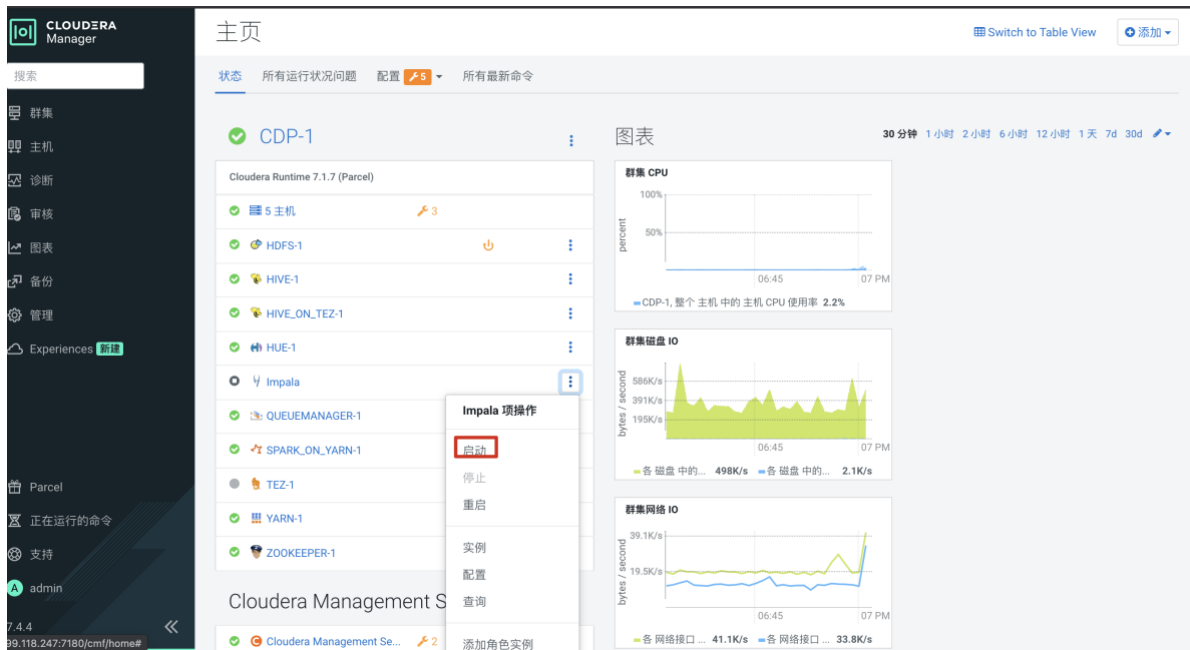 CLOUDERA
Manager
搜索
群集
主机
诊断
审核
图表
备份
管理
Experiences 新建
Parcel
正在运行的命令
支持
A admin
7.4.4
99.118.247:7180/cmf/home#
主页
Switch to Table View
添加
状态 所有运行状况问题 配置 5 所有最新命令
CDP-1
Cloudera Runtime 7.1.7 (Parcel)
5 主机 3
HDFS-1
HIVE-1
HIVE_ON_TEZ-1
HUE-1
Impala
QUEUEMANAGER-1
SPARK_ON_YARN-1
TEZ-1
YARN-1
ZOOKEEPER-1
Impala 项操作
启动
停止
重启
实例
配置
查询
添加角色实例
Cloudera Management S
Cloudera Management Se... 2
图表
30 分钟 1 小时 2 小时 6 小时 12 小时 1 天 7d 30d
群集 CPU
percent
100%
50%
06:45 07 PM
CDP-1, 整个 主机 中的 主机 CPU 使用率 2.2%
群集磁盘 IO
bytes / second
586K/s
391K/s
195K/s
06:45 07 PM
各 磁盘 中的... 498K/s 各 磁盘 中的... 2.1K/s
群集网络 IO
bytes / second
39.1K/s
19.5K/s
06:45 07 PM
各 网络接口 ... 41.1K/s 各 网络接口 ... 33.8K/s